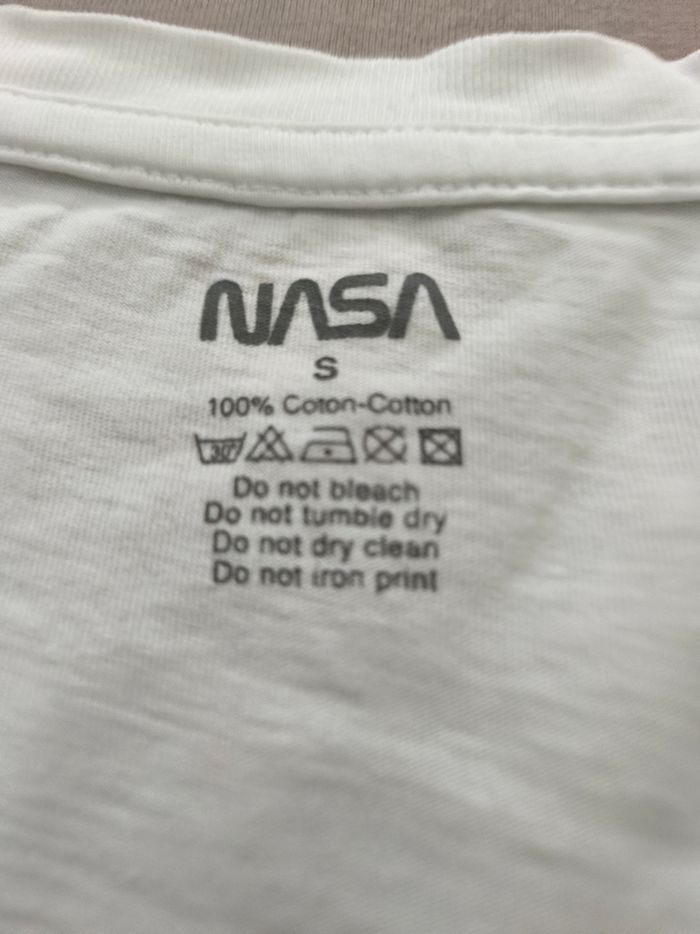 NASA
S
100% Coton-Cotton
30°
Do not bleach
Do not tumble dry
Do not dry clean
Do not iron print